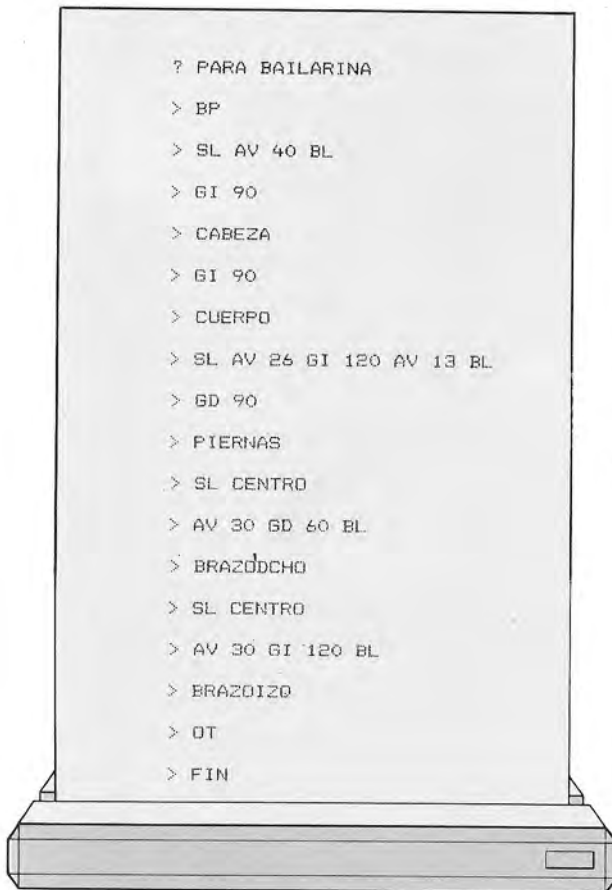 ? PARA BAILARINA
> BP
> SL AV 40 BL
> GI 90
> CABEZA
> GI 90
> CUERPO
> SL AV 26 GI 120 AV 13 BL
> GD 90
> PIERNAS
> SL CENTRO
> AV 30 GD 60 BL
> BRAZODCHO
> SL CENTRO
> AV 30 GI 120 BL
> BRAZOIZQ
> OT
> FIN